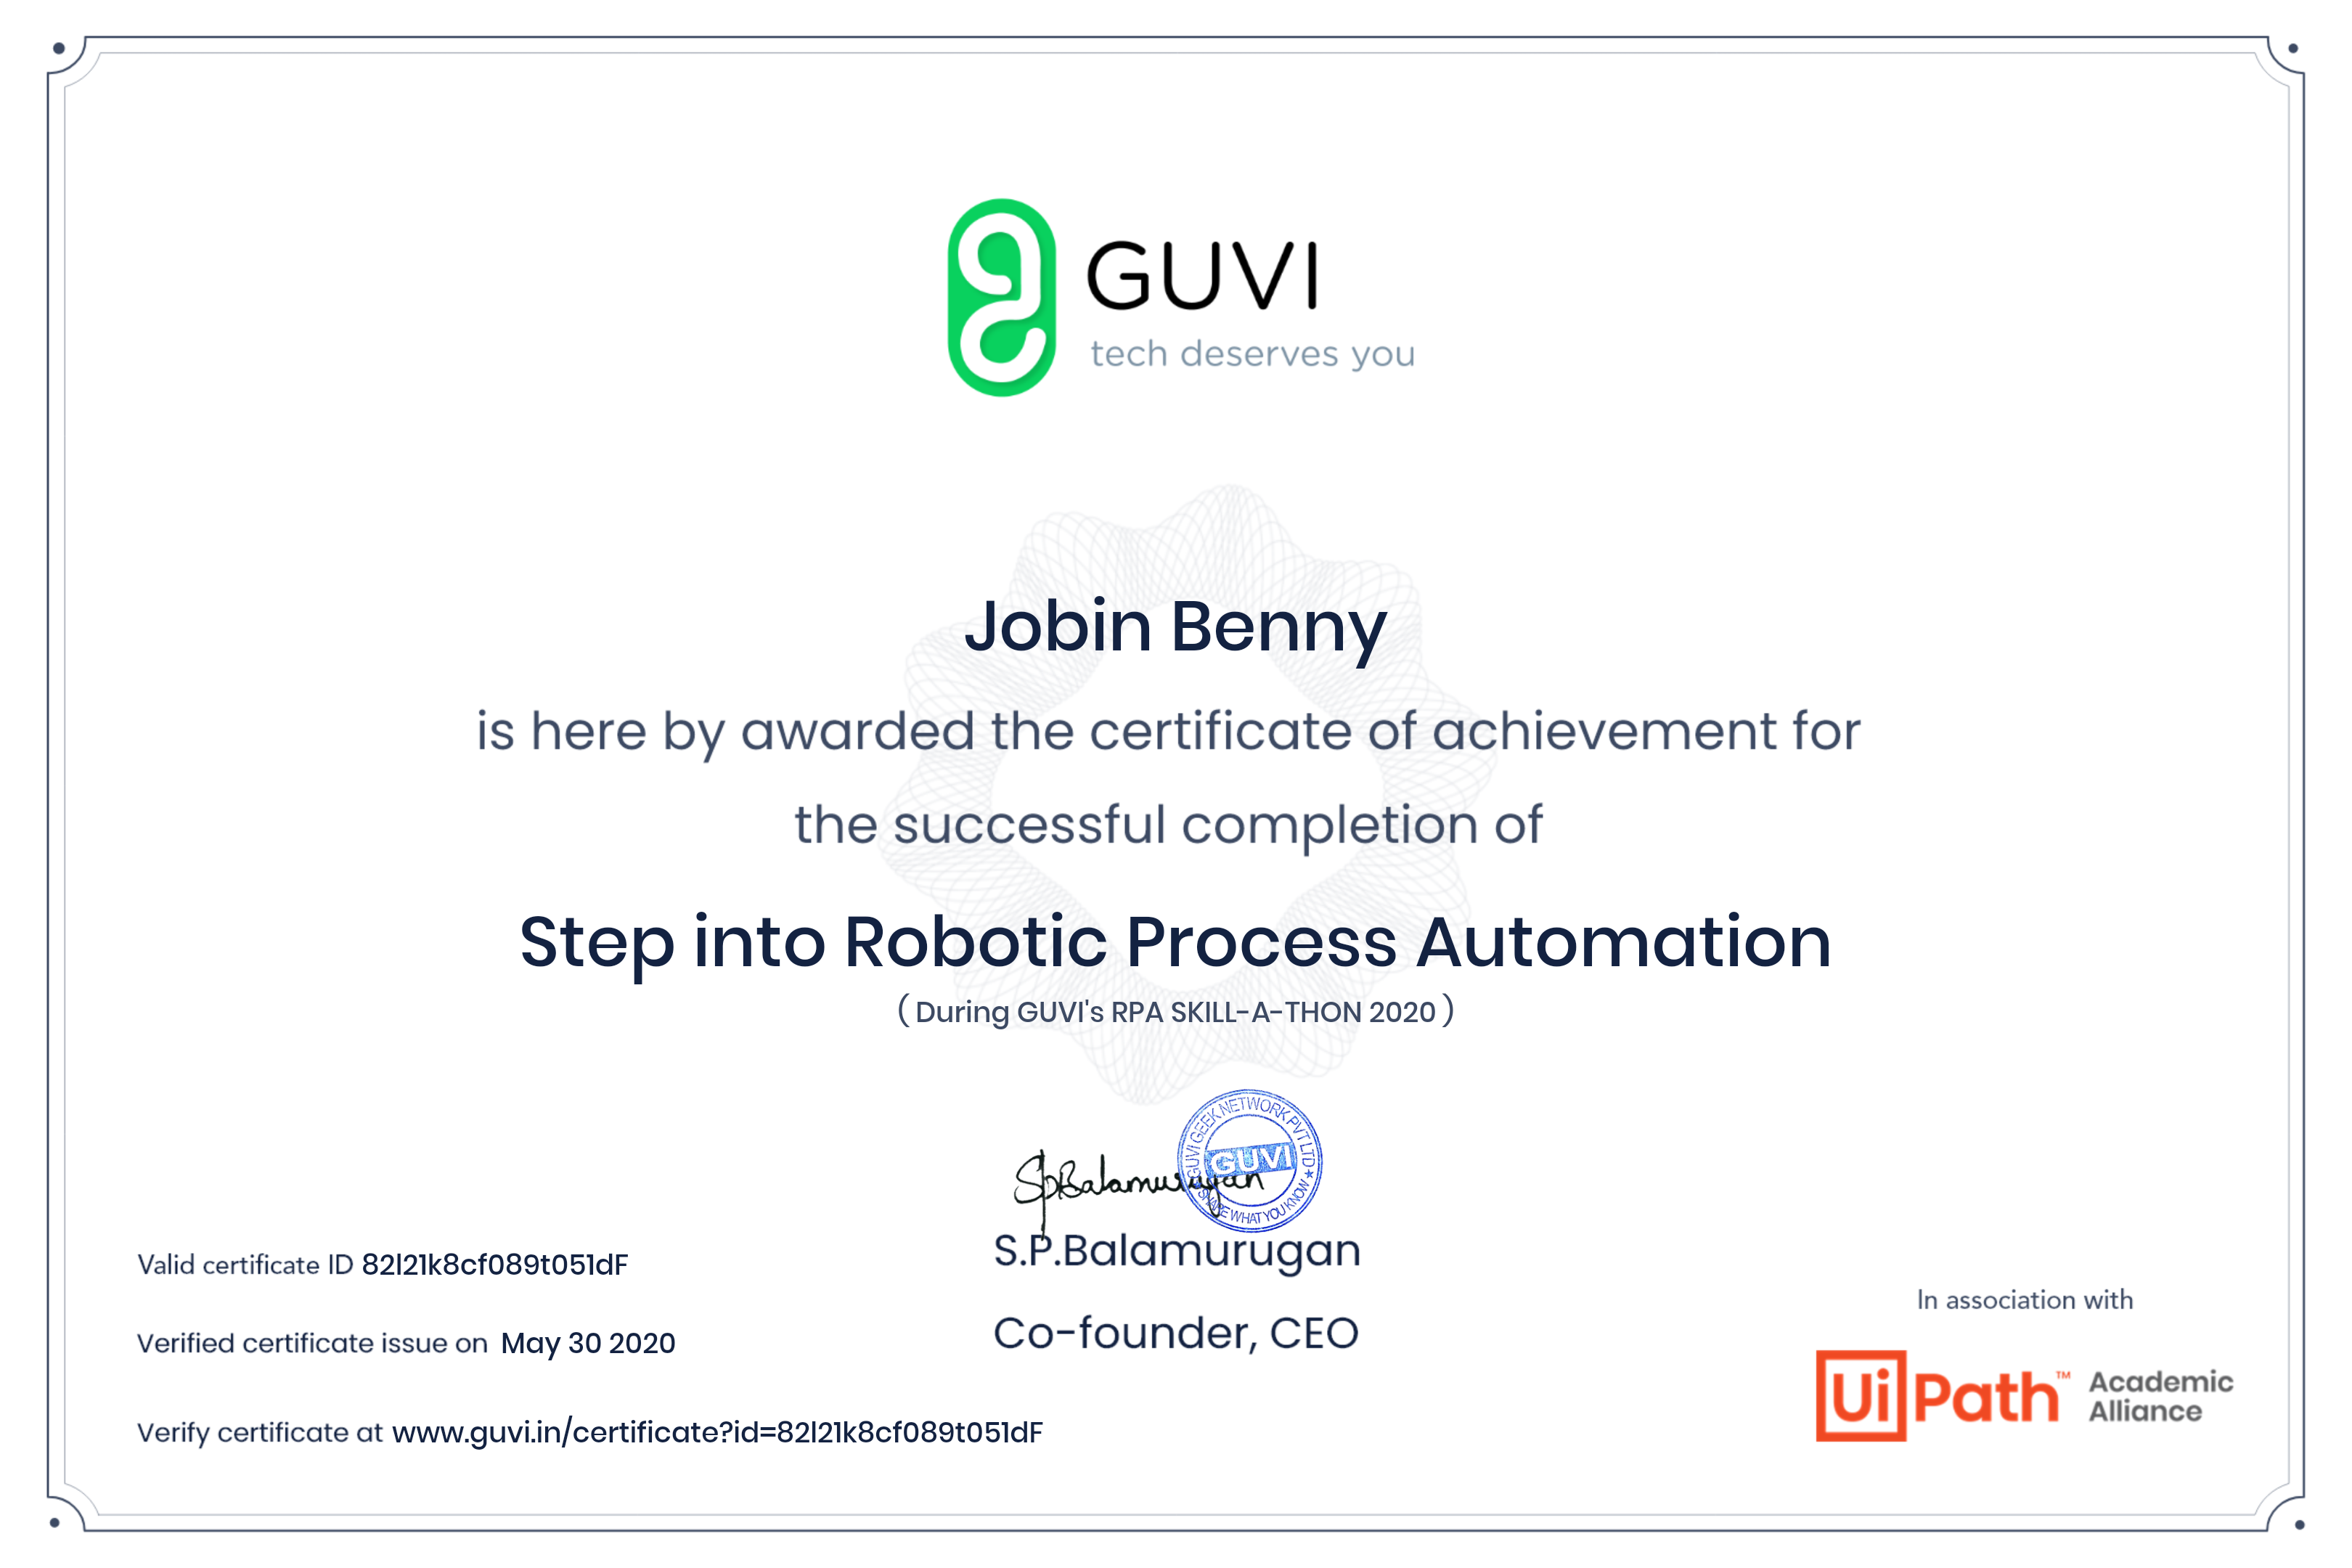 GUVI
tech deserves you
Jobin Benny
is here by awarded the certificate of achievement for
the successful completion of
Step into Robotic Process Automation
( During GUVI's RPA SKILL-A-THON 2020 )
GUVI GEEK NETWORK PVT LTD
GUVI
SHARE WHAT YOU KNOW
SpBalamurugan
S.P.Balamurugan
Co-founder, CEO
Valid certificate ID 82l21k8cf089t051dF
Verified certificate issue on May 30 2020
Verify certificate at www.guvi.in/certificate?id=82l21k8cf089t051dF
In association with
UiPath™ Academic
Alliance